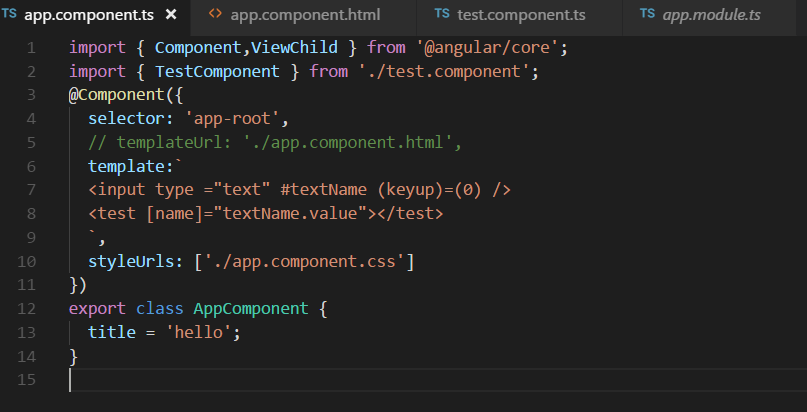 TS app.component.ts × <> app.component.html TS test.component.ts TS app.module.ts
1 import { Component,ViewChild } from '@angular/core';
2 import { TestComponent } from './test.component';
3 @Component({
4   selector: 'app-root',
5   // templateUrl: './app.component.html',
6   template:`
7   <input type ="text" #textName (keyup)=(0) />
8   <test [name]="textName.value"></test>
9   `,
10   styleUrls: ['./app.component.css']
11 })
12 export class AppComponent {
13   title = 'hello';
14 }
15